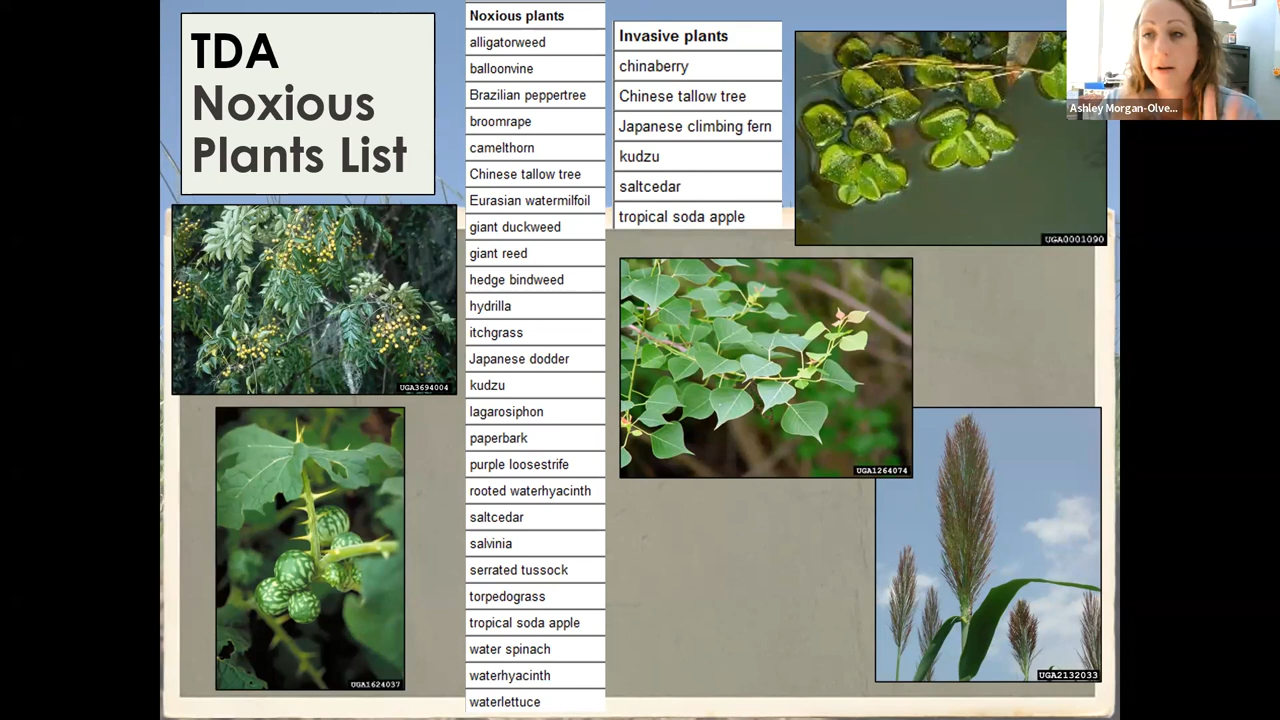 TDA
Noxious
Plants List
Noxious plants
alligatorweed
balloonvine
Brazilian peppertree
broomrape
camelthorn
Chinese tallow tree
Eurasian watermilfoil
giant duckweed
giant reed
hedge bindweed
hydrilla
itchgrass
Japanese dodder
kudzu
lagarosiphon
paperbark
purple loosestrife
rooted waterhyacinth
saltcedar
salvinia
serrated tussock
torpedograss
tropical soda apple
water spinach
waterhyacinth
waterlettuce
Invasive plants
chinaberry
Chinese tallow tree
Japanese climbing fern
kudzu
saltcedar
tropical soda apple
UGA0001090
Ashley Morgan-Olve...
UGA3694004
UGA1264074
UGA1624037
UGA2132033